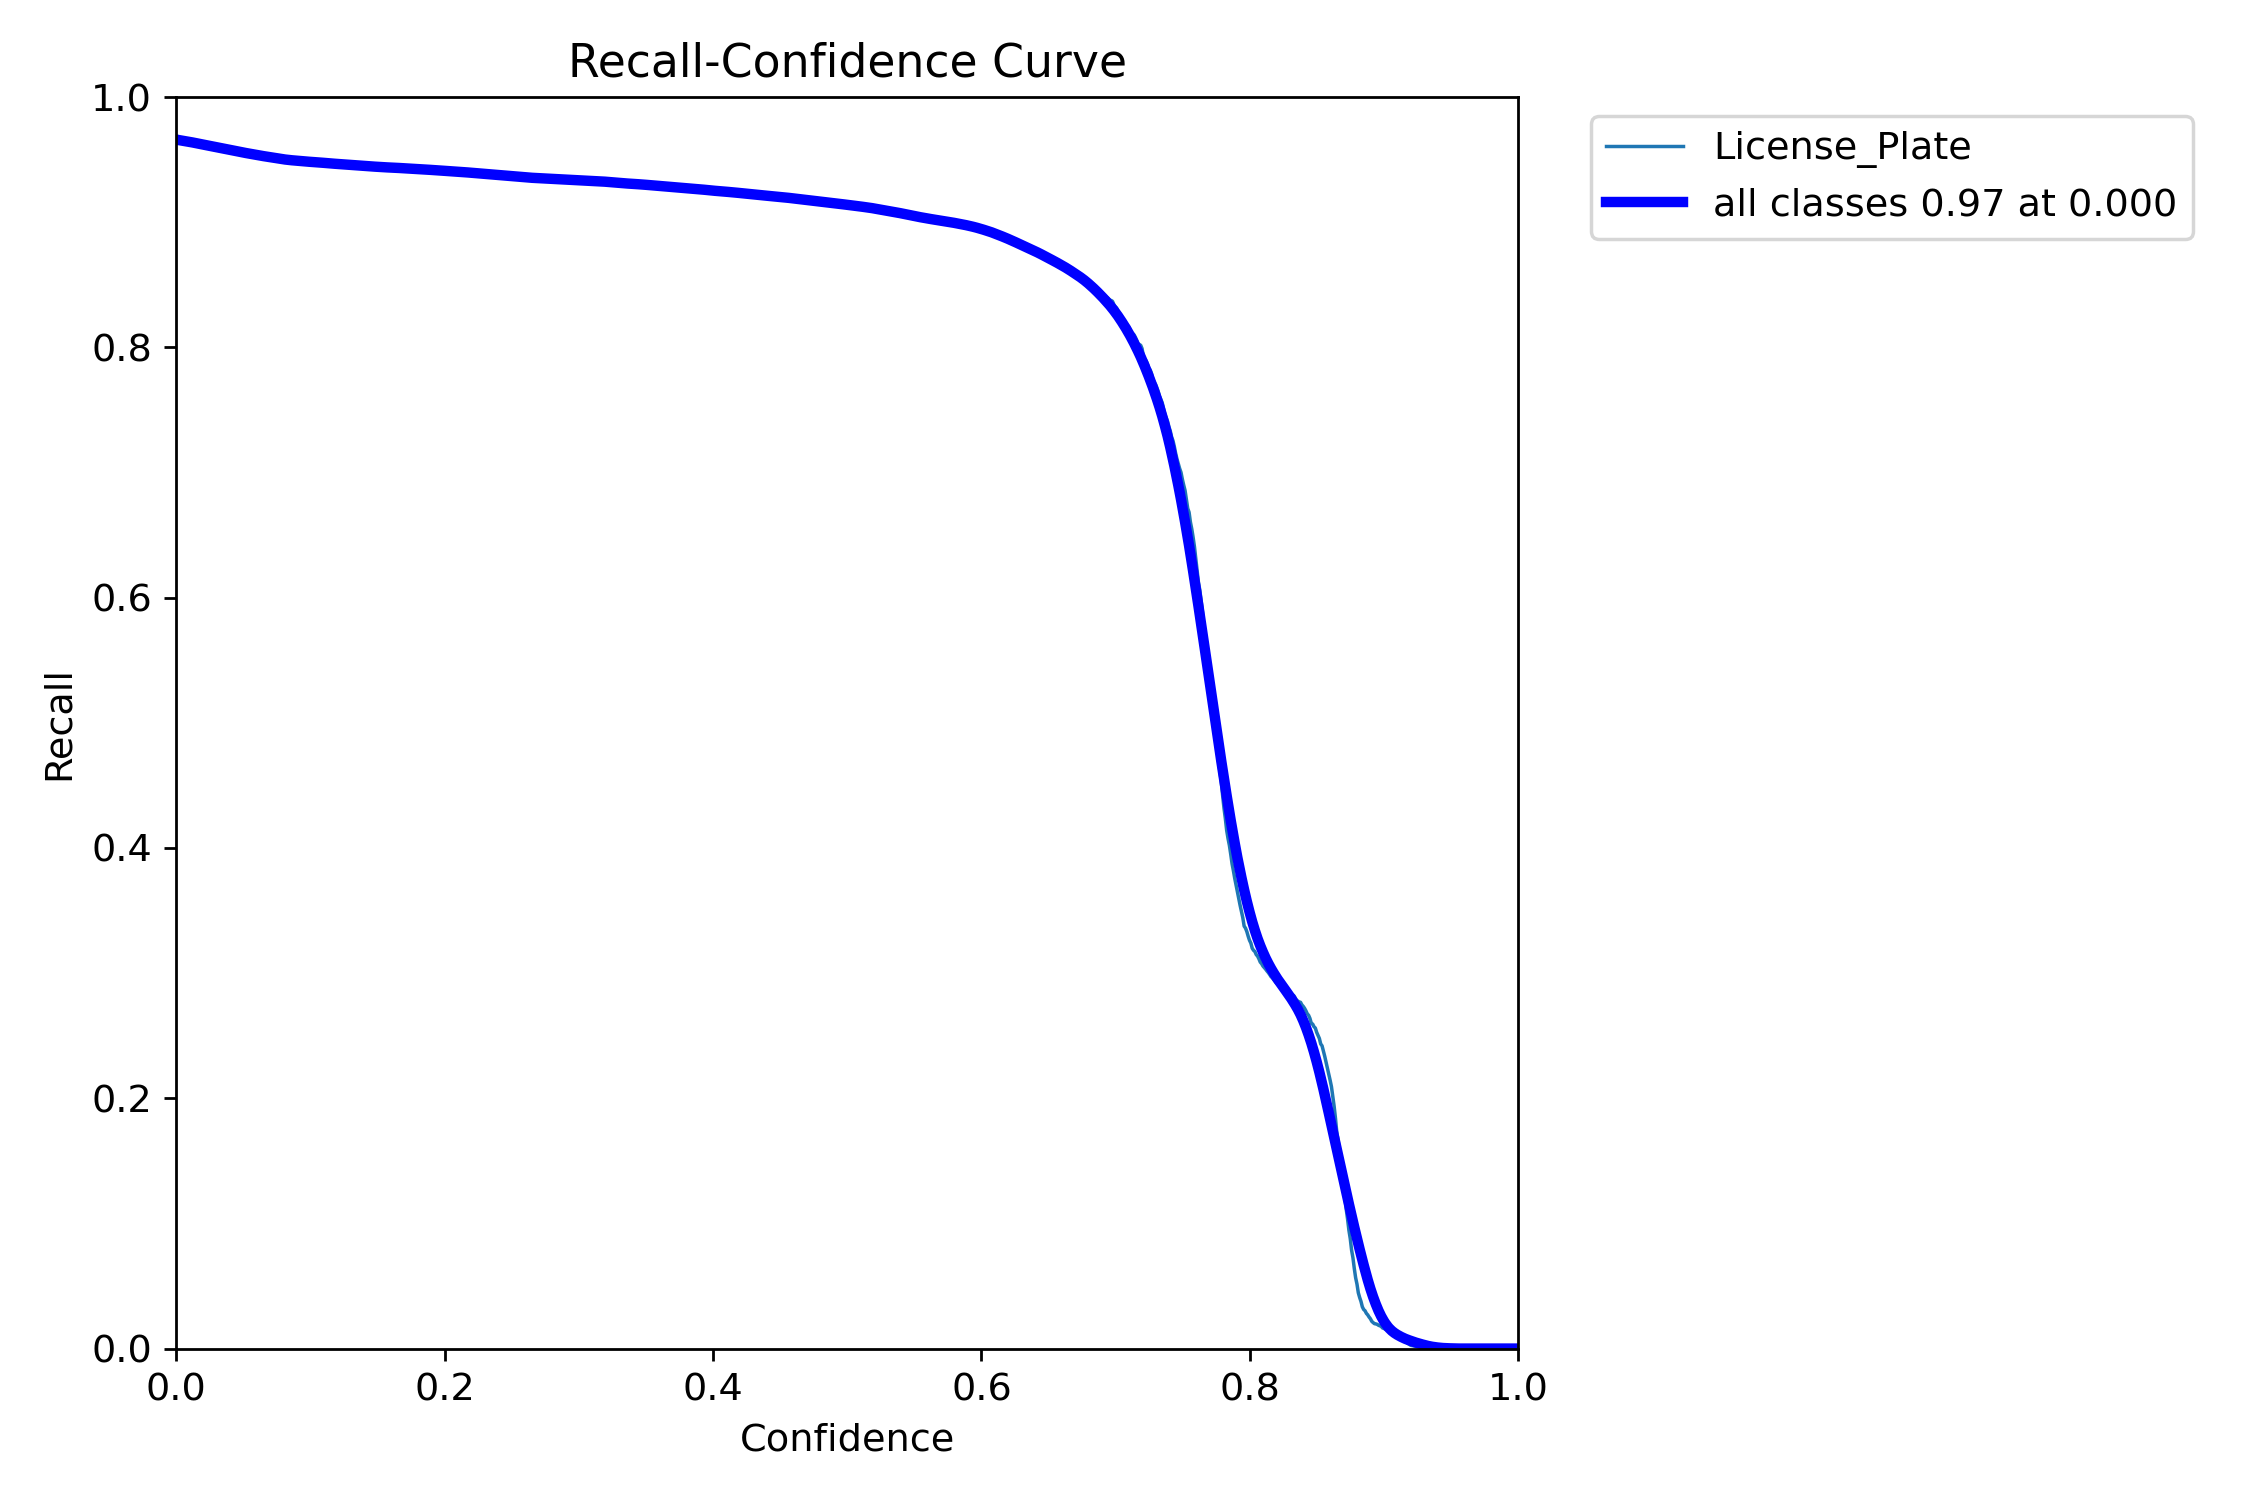 Recall-Confidence Curve
1.0
0.8
0.6
0.4
0.2
0.0
Recall
0.0 0.2 0.4 0.6 0.8 1.0
Confidence
License_Plate
all classes 0.97 at 0.000